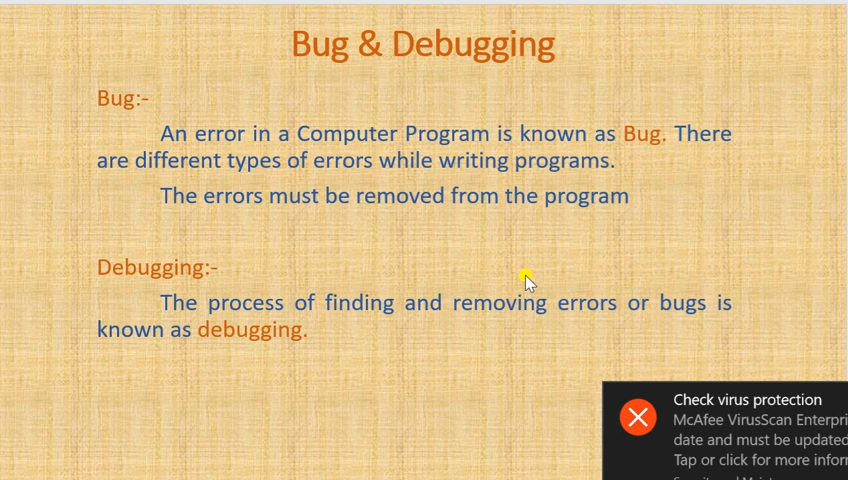 Bug & Debugging
Bug:-
An error in a Computer Program is known as Bug. There
are different types of errors while writing programs.
The errors must be removed from the program
Debugging:-
The process of finding and removing errors or bugs is
known as debugging.
Check virus protection
McAfee VirusScan
date and must be updated
Tap or click for more